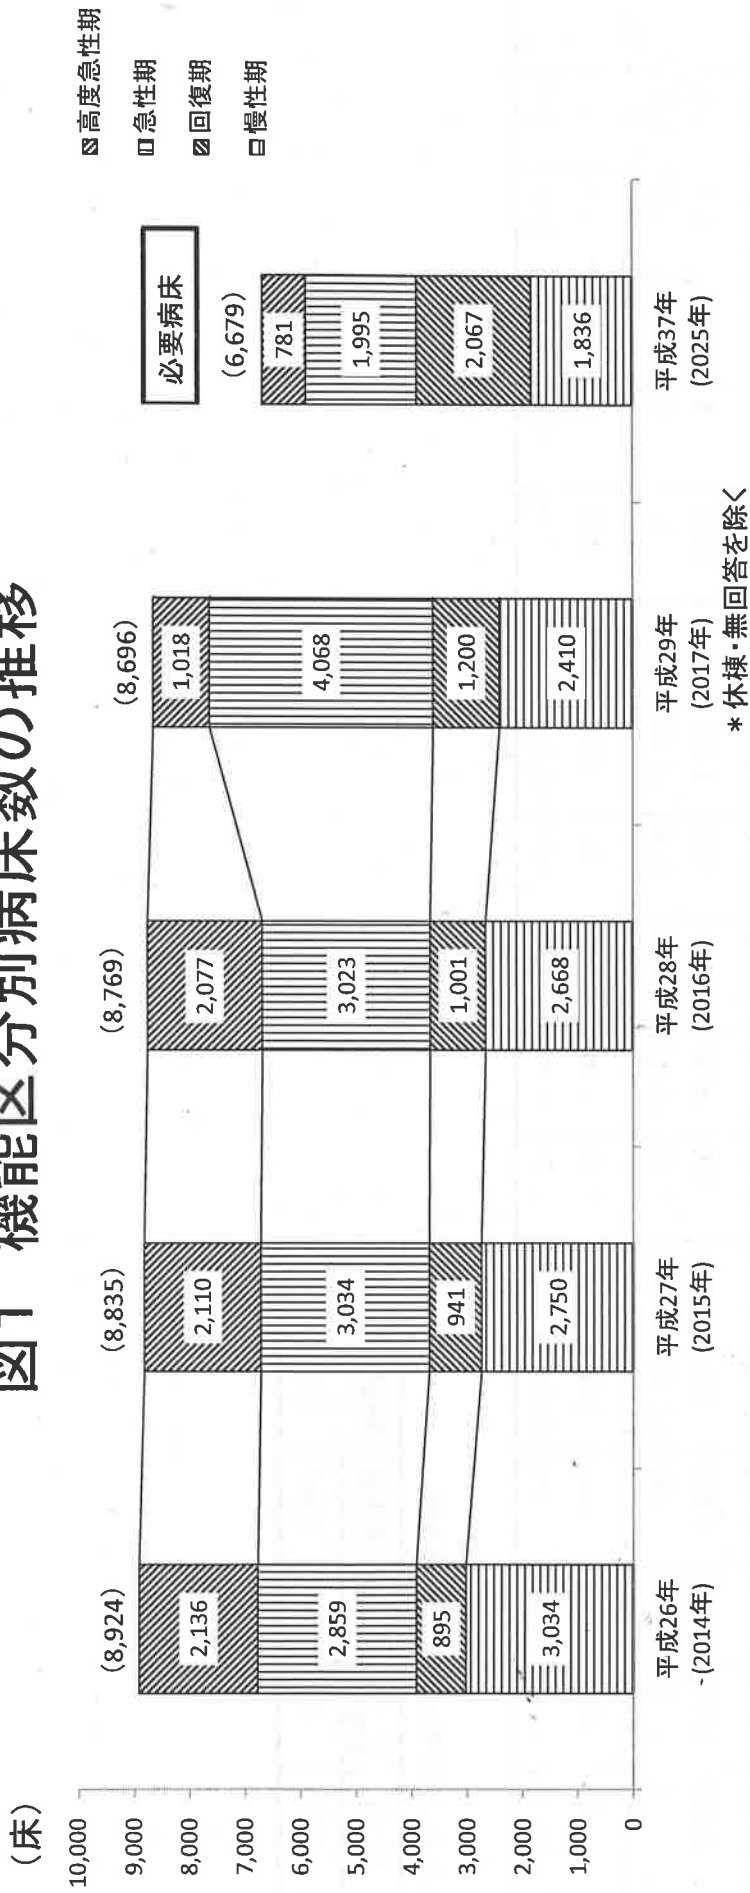 図1 機能区分別病床数の推移
(床)
10,000
9,000
8,000
7,000
6,000
5,000
4,000
3,000
2,000
1,000
0
(8,924)
2,136
2,859
895
3,034
平成26年
(2014年)
(8,835)
2,110
3,034
941
2,750
平成27年
(2015年)
(8,769)
2,077
3,023
1,001
2,668
平成28年
(2016年)
(8,696)
1,018
4,068
1,200
2,410
平成29年
(2017年)
必要病床
(6,679)
781
1,995
2,067
1,836
平成37年
(2025年)
高度急性期
急性期
回復期
慢性期
*休棟・無回答を除く